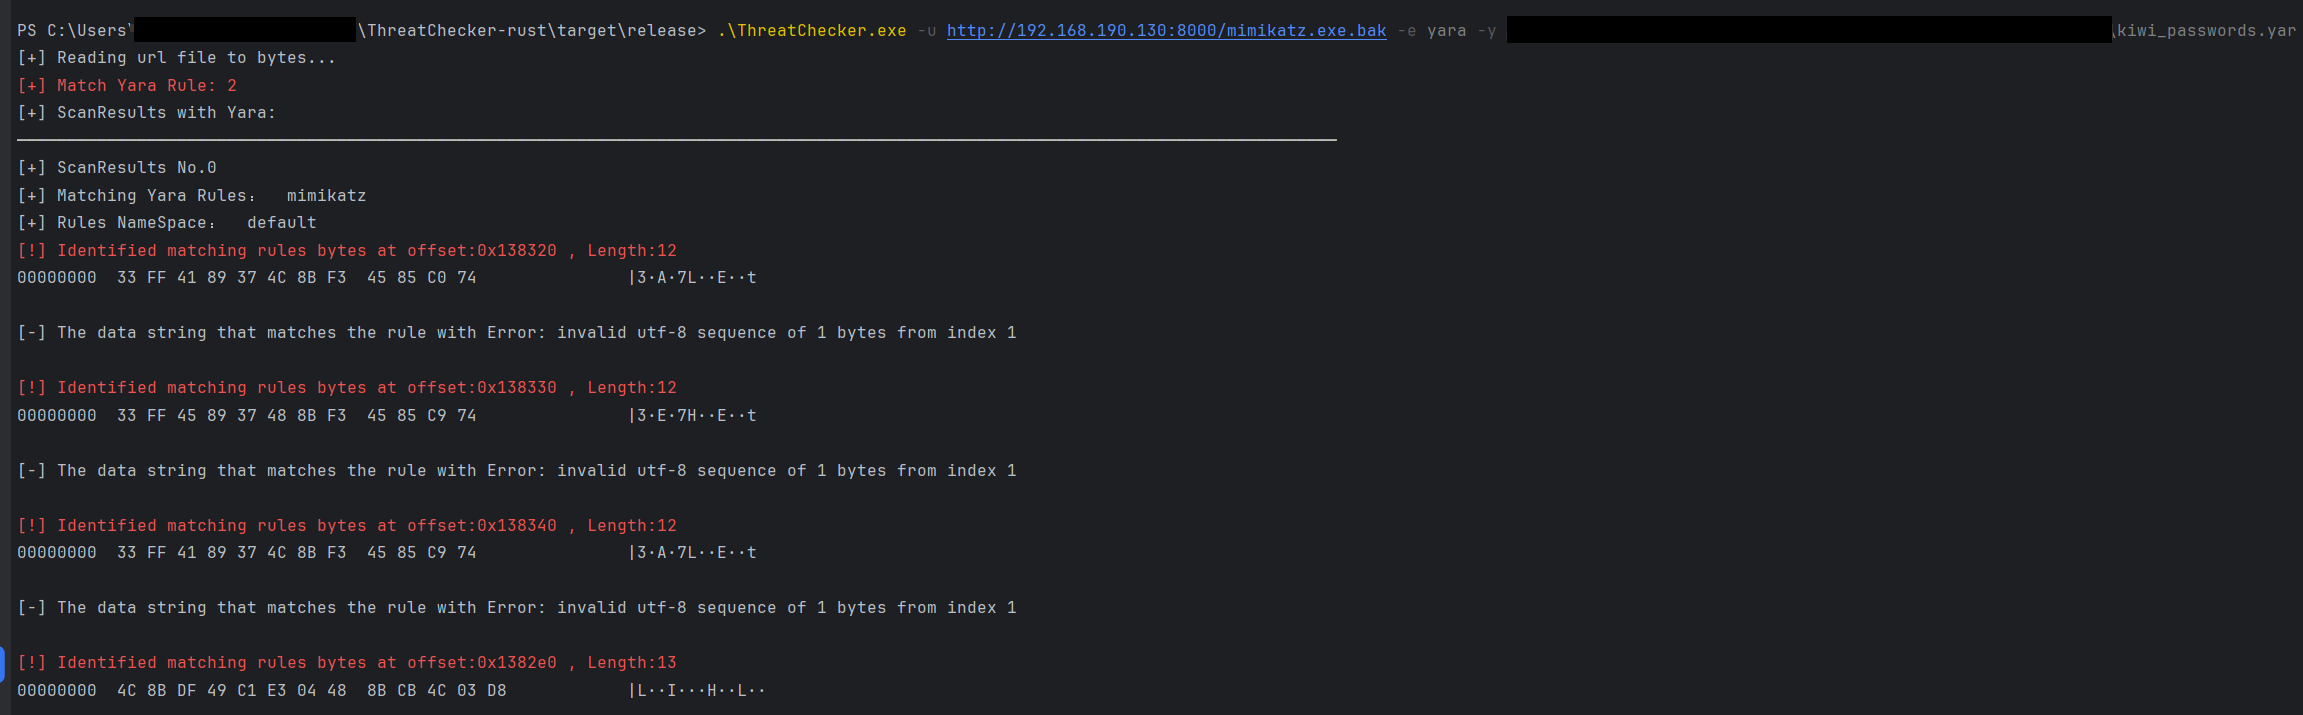 PS C:\Users\ThreatChecker-rust\target\release> .\ThreatChecker.exe -u http://192.168.190.130:8000/mimikatz.exe.bak -e yara -y \kiwi_passwords.yar
[+] Reading url file to bytes...
[+] Match Yara Rule: 2
[+] ScanResults with Yara:
[+] ScanResults No.0
[+] Matching Yara Rules:   mimikatz
[+] Rules NameSpace:   default
[!] Identified matching rules bytes at offset:0x138320 , Length:12
00000000  33 FF 41 89 37 4C 8B F3  45 85 C0 74               |3·A·7L··E··t
[-] The data string that matches the rule with Error: invalid utf-8 sequence of 1 bytes from index 1
[!] Identified matching rules bytes at offset:0x138330 , Length:12
00000000  33 FF 45 89 37 48 8B F3  45 85 C9 74               |3·E·7H··E··t
[-] The data string that matches the rule with Error: invalid utf-8 sequence of 1 bytes from index 1
[!] Identified matching rules bytes at offset:0x138340 , Length:12
00000000  33 FF 41 89 37 4C 8B F3  45 85 C9 74               |3·A·7L··E··t
[-] The data string that matches the rule with Error: invalid utf-8 sequence of 1 bytes from index 1
[!] Identified matching rules bytes at offset:0x1382e0 , Length:13
00000000  4C 8B DF 49 C1 E3 04 48  8B CB 4C 03 D8            |L··I···H··L··